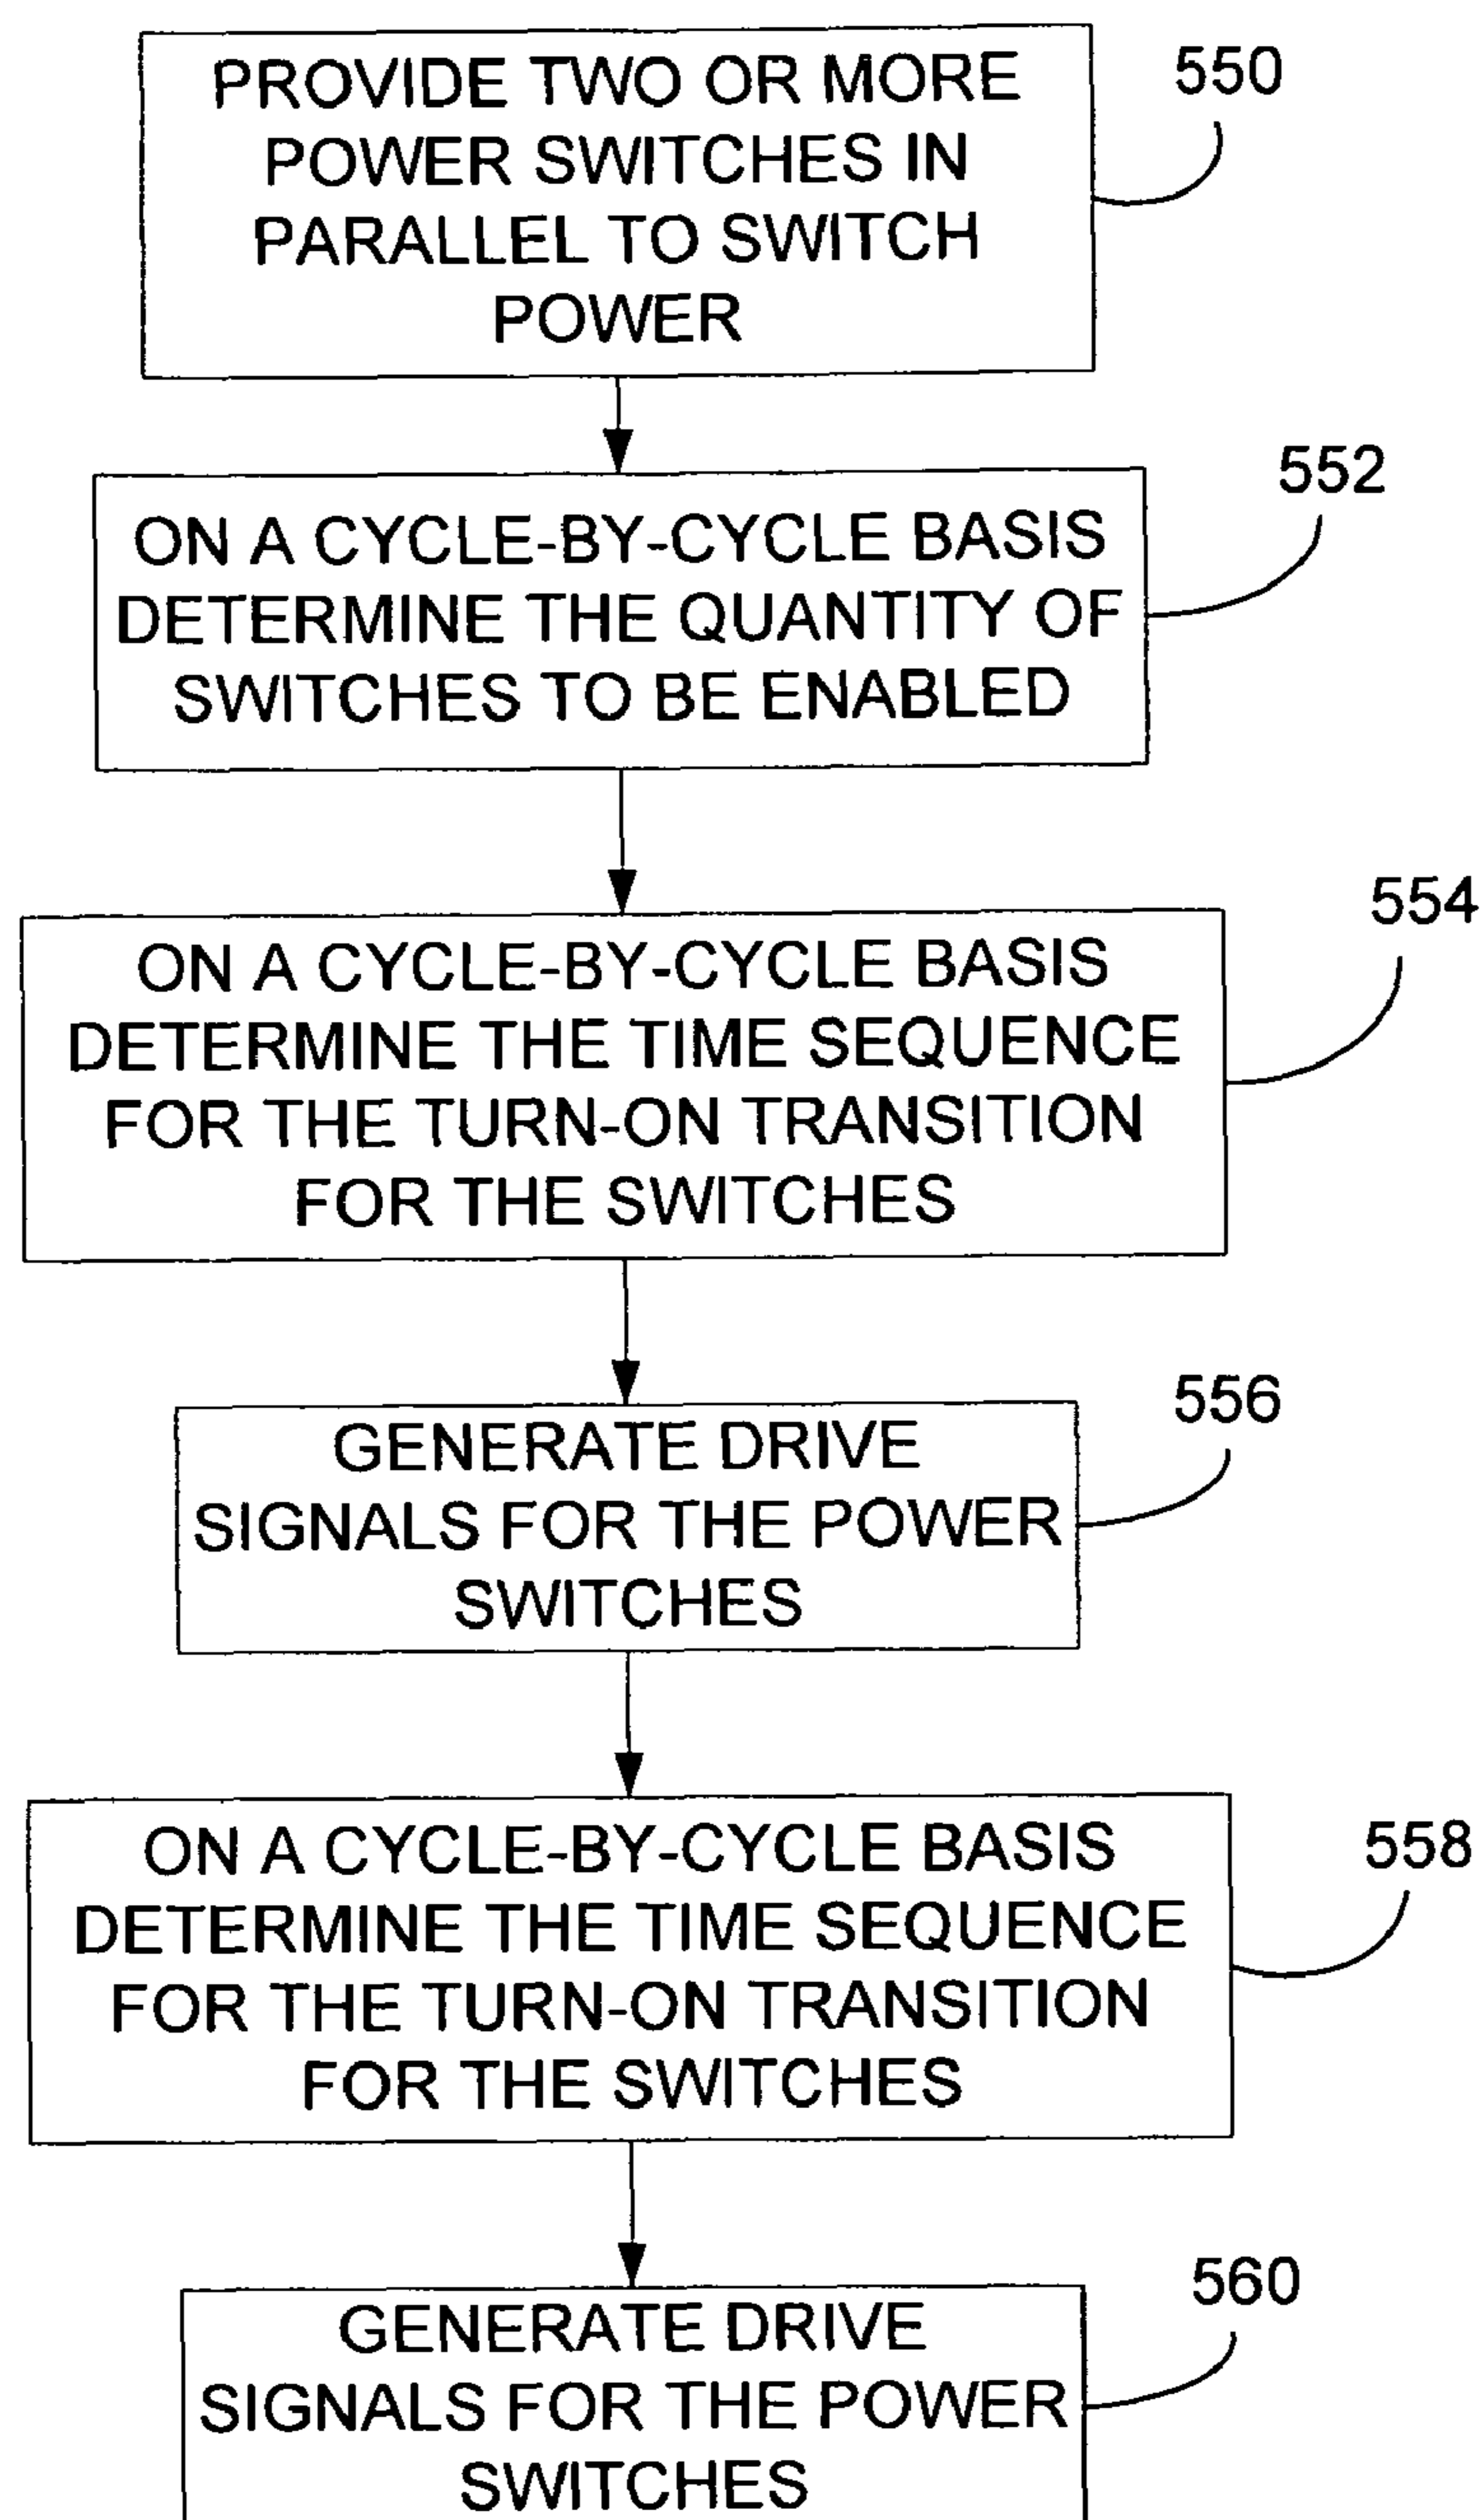 PROVIDE TWO OR MORE
POWER SWITCHES IN
PARALLEL TO SWITCH
POWER
550
ON A CYCLE-BY-CYCLE BASIS
DETERMINE THE QUANTITY OF
SWITCHES TO BE ENABLED
552
ON A CYCLE-BY-CYCLE BASIS
DETERMINE THE TIME SEQUENCE
FOR THE TURN-ON TRANSITION
FOR THE SWITCHES
554
GENERATE DRIVE
SIGNALS FOR THE POWER
SWITCHES
556
ON A CYCLE-BY-CYCLE BASIS
DETERMINE THE TIME SEQUENCE
FOR THE TURN-ON TRANSITION
FOR THE SWITCHES
558
GENERATE DRIVE
SIGNALS FOR THE POWER
SWITCHES
560